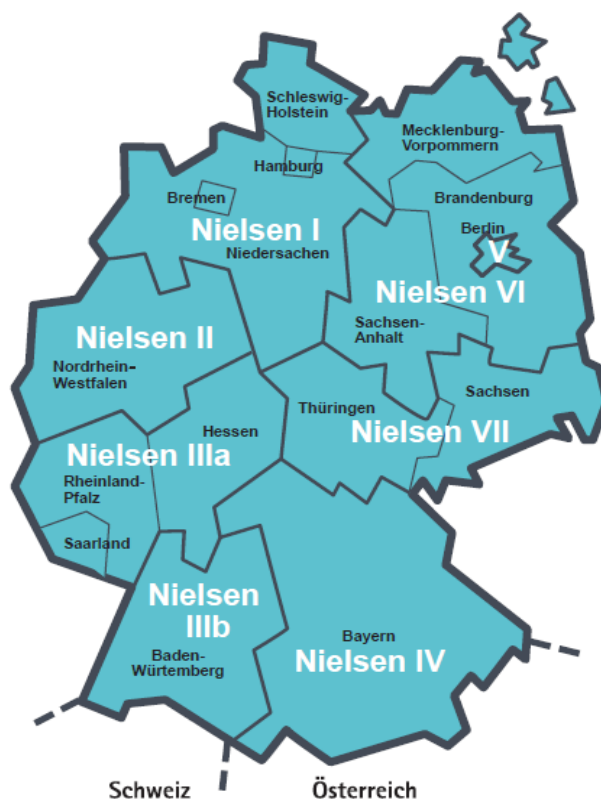 Schleswig-
Holstein
Mecklenburg-
Vorpommern
Hamburg
Bremen
Brandenburg
Nielsen I
Berlin
V
Niedersachen
Nielsen VI
Nielsen II
Sachsen-
Anhalt
Nordrhein-
Westfalen
Sachsen
Thüringen
Hessen
Nielsen VII
Nielsen IIIa
Rheinland-
Pfalz
Saarland
Nielsen
IIIb
Bayern
Nielsen IV
Baden-
Würtemberg
Schweiz
Österreich